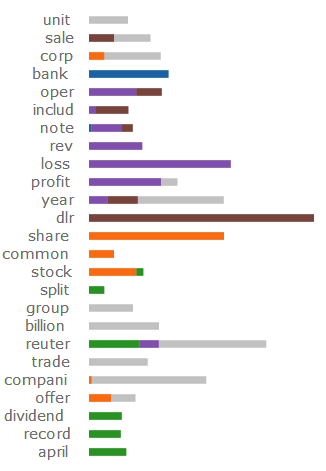 unit
sale
corp
bank
oper
includ
note
rev
loss
profit
year
dlr
share
common
stock
split
group
billion
reuter
trade
compani
offer
dividend
record
april